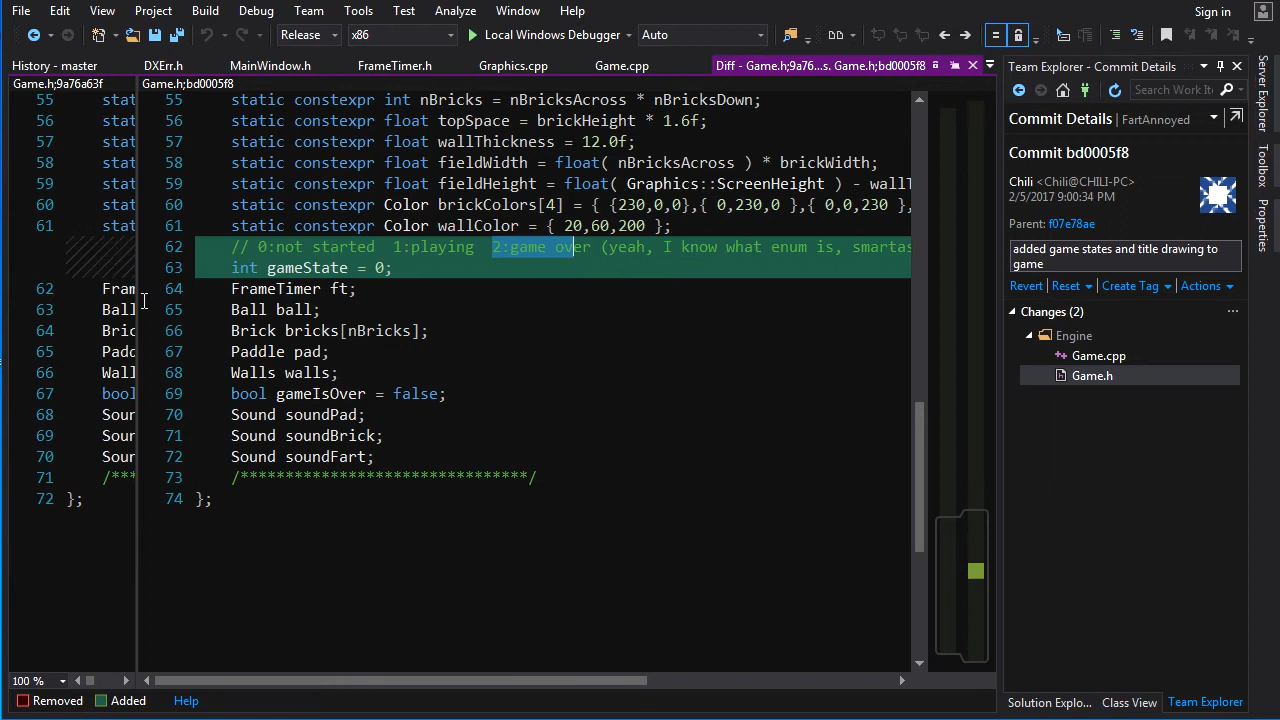 File Edit View Project Build Debug Team Tools Test Analyze Window Help Sign in
Release x86 Local Windows Debugger Auto
History - master DXErr.h MainWindow.h FrameTimer.h Graphics.cpp Game.cpp Diff - Game.h;9a76...s. Game.h;bd0005f8
Game.h;9a76a63f Game.h;bd0005f8
55 stat 55 static constexpr int nBricks = nBricksAcross * nBricksDown;
56 stat 56 static constexpr float topSpace = brickHeight * 1.6f;
57 stat 57 static constexpr float wallThickness = 12.0f;
58 stat 58 static constexpr float fieldWidth = float( nBricksAcross ) * brickWidth;
59 stat 59 static constexpr float fieldHeight = float( Graphics::ScreenHeight ) - wallT
60 stat 60 static constexpr Color brickColors[4] = { {230,0,0},{ 0,230,0 },{ 0,0,230 },
61 stat 61 static constexpr Color wallColor = { 20,60,200 };
62 // 0:not started 1:playing 2:game over (yeah, I know what enum is, smartas
63 int gameState = 0;
62 Fram 64 FrameTimer ft;
63 Ball 65 Ball ball;
64 Bric 66 Brick bricks[nBricks];
65 Padd 67 Paddle pad;
66 Wall 68 Walls walls;
67 bool 69 bool gameIsOver = false;
68 Soun 70 Sound soundPad;
69 Soun 71 Sound soundBrick;
70 Soun 72 Sound soundFart;
71 /*** 73 /********************************/
72 }; 74 };
100 %
Removed Added Help
Team Explorer - Commit Details
Search Work It
Commit Details FartAnnoyed
Commit bd0005f8
Chili <Chili@CHILI-PC>
2/5/2017 9:00:34 PM
Parent: f07e78ae
added game states and title drawing to
game
Revert Reset Create Tag Actions
Changes (2)
Engine
Game.cpp
Game.h
Solution Explo... Class View Team Explorer
Server Explorer
Toolbox
Properties